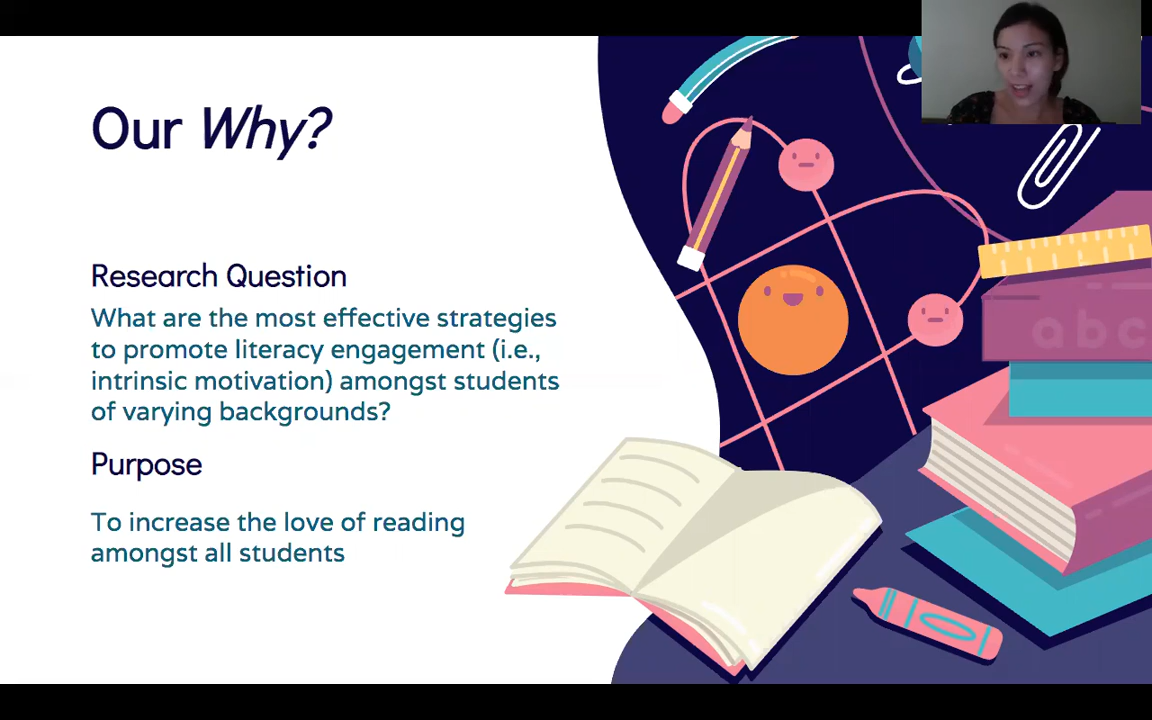 Our Why?
Research Question
What are the most effective strategies
to promote literacy engagement (i.e.,
intrinsic motivation) amongst students
of varying backgrounds?
Purpose
To increase the love of reading
amongst all students
abc